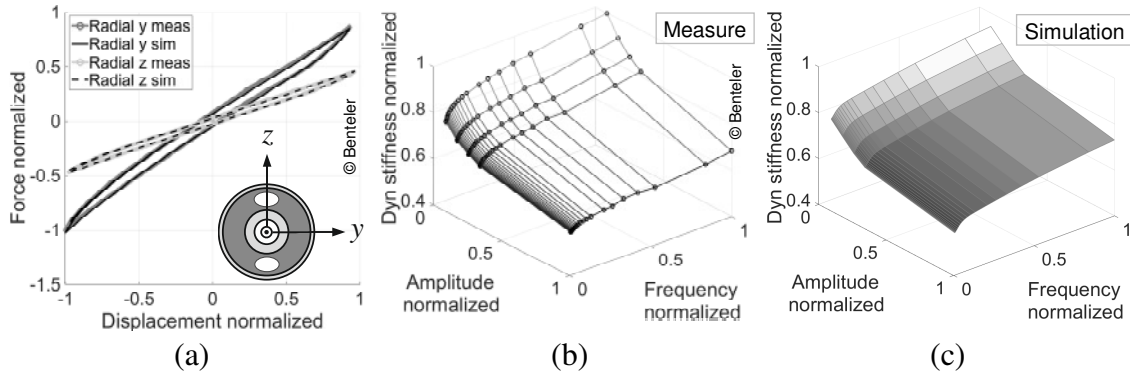 1
0.5
0
-0.5
-1
-1.5
-1
-0.5
0
0.5
1
Force normalized
Displacement normalized
Radial y meas
Radial y sim
Radial z meas
Radial z sim
© Benteler
z
y
(a)
Measure
© Benteler
Dyn stiffness normalized
1
0.8
0.6
0.4
0
0.5
1
Amplitude
normalized
0
0.5
1
Frequency
normalized
(b)
Simulation
Dyn stiffness normalized
1
0.8
0.6
0.4
0
0.5
1
Amplitude
normalized
0
0.5
1
Frequency
normalized
(c)